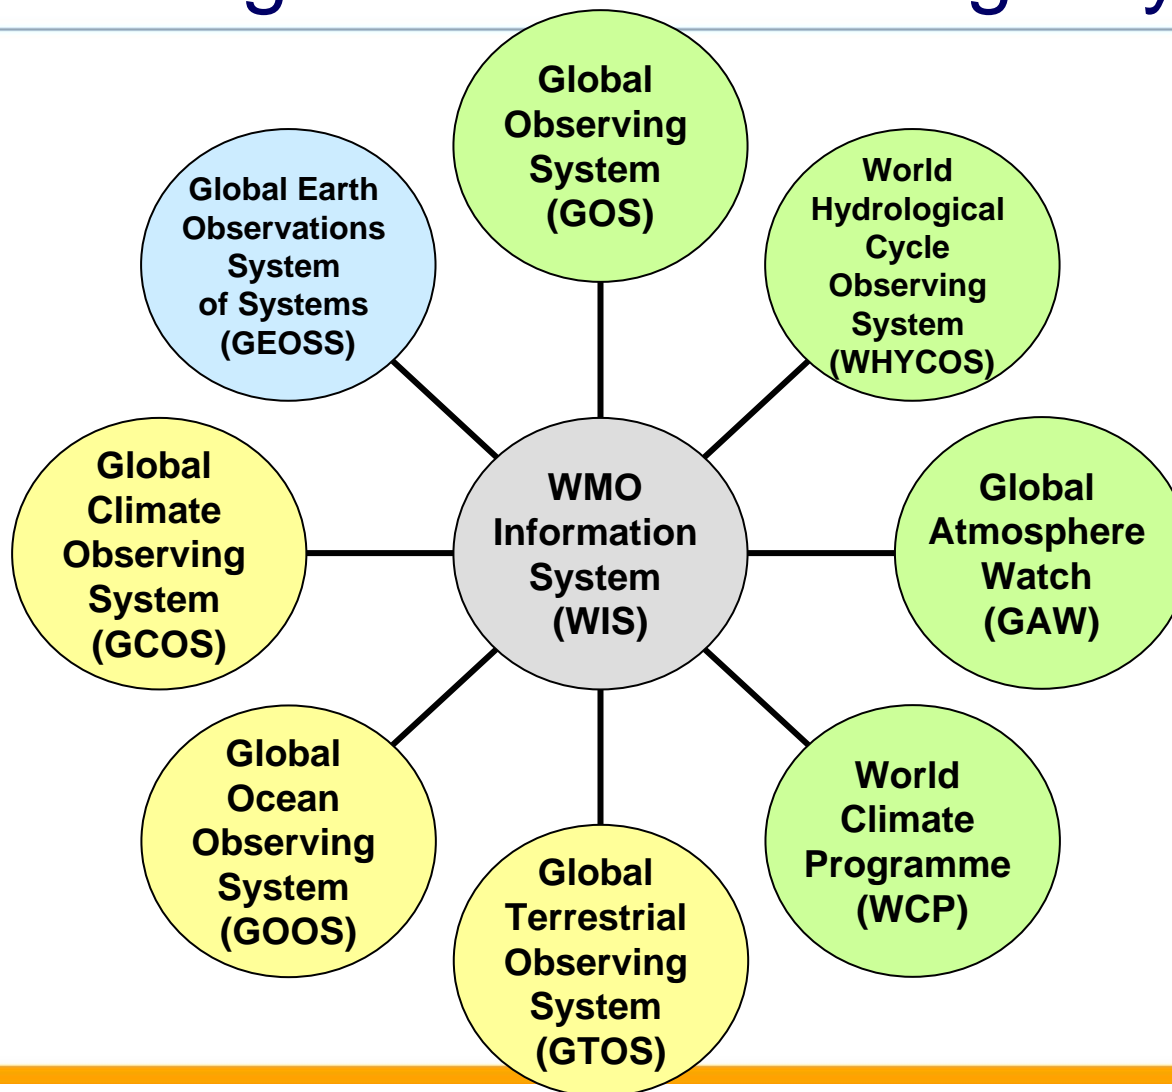 Global
Observing
System
(GOS)
Global Earth
Observations
System
of Systems
(GEOSS)
World
Hydrological
Cycle
Observing
System
(WHYCOS)
Global
Climate
Observing
System
(GCOS)
WMO
Information
System
(WIS)
Global
Atmosphere
Watch
(GAW)
Global
Ocean
Observing
System
(GOOS)
World
Climate
Programme
(WCP)
Global
Terrestrial
Observing
System
(GTOS)